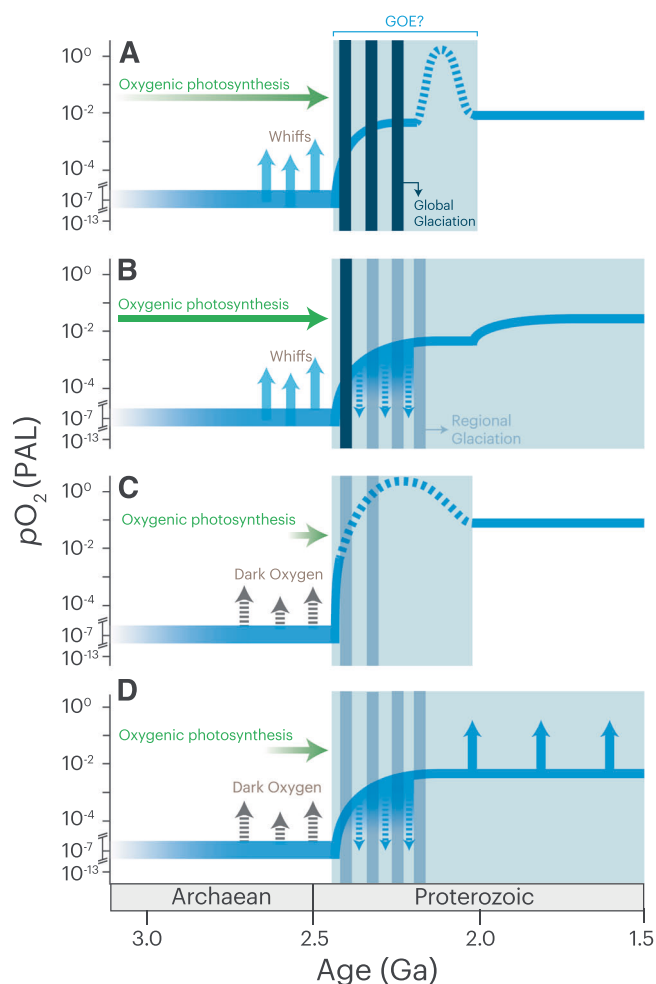 GOE?
A
10⁰
Oxygenic photosynthesis
10⁻²
Whiffs
10⁻⁴
10⁻⁷
10⁻¹³
Global
Glaciation
B
10⁰
Oxygenic photosynthesis
10⁻²
Whiffs
10⁻⁴
10⁻⁷
10⁻¹³
Regional
Glaciation
pO₂ (PAL)
C
10⁰
Oxygenic photosynthesis
10⁻²
Dark Oxygen
10⁻⁴
10⁻⁷
10⁻¹³
D
10⁰
Oxygenic photosynthesis
10⁻²
Dark Oxygen
10⁻⁴
10⁻⁷
10⁻¹³
Archaean Proterozoic
3.0 2.5 2.0 1.5
Age (Ga)